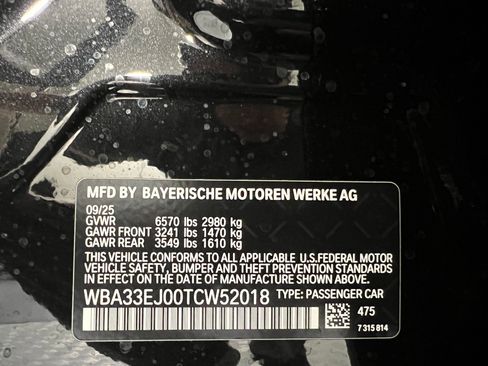 MFD BY BAYERISCHE MOTOREN WERKE AG
09/25
GVWR 6570 lbs 2980 kg
GAWR FRONT 3241 lbs 1470 kg
GAWR REAR 3549 lbs 1610 kg
THIS VEHICLE CONFORMS TO ALL APPLICABLE U.S.FEDERAL MOTOR
VEHICLE SAFETY, BUMPER AND THEFT PREVENTION STANDARDS
IN EFFECT ON THE DATE OF MANUFACTURE SHOWN ABOVE.
WBA33EJ00TCW52018 TYPE: PASSENGER CAR
475
7 315 814